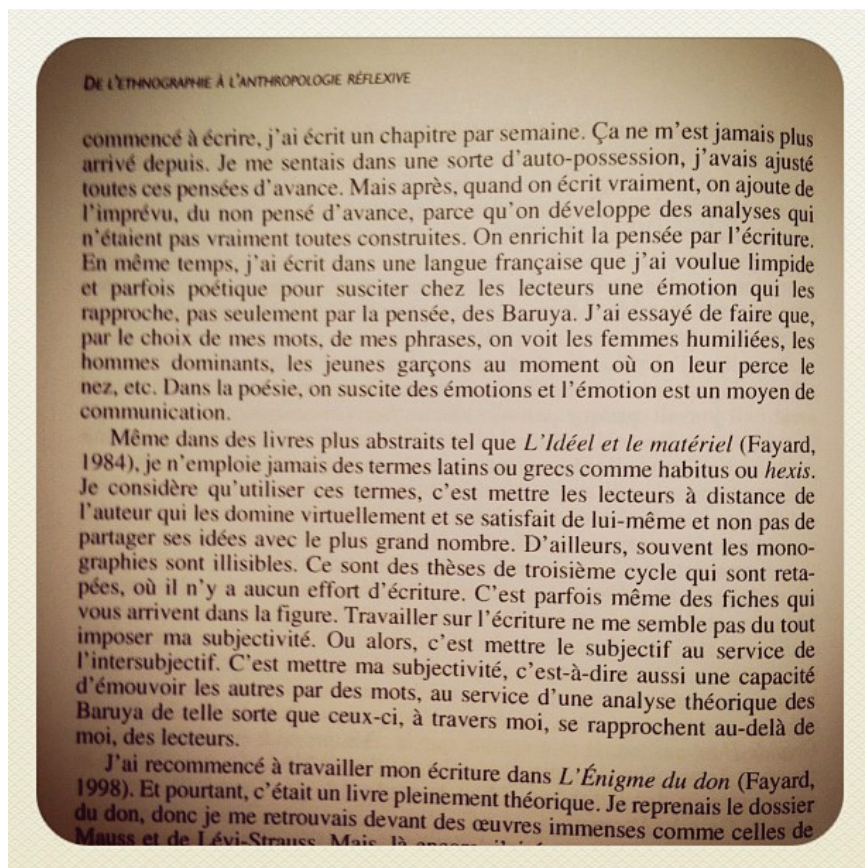 DE L'ETHNOGRAPHIE À L'ANTHROPOLOGIE RÉFLEXIVE
commencé à écrire, j'ai écrit un chapitre par semaine. Ça ne m'est jamais plus
arrivé depuis. Je me sentais dans une sorte d'auto-possession, j'avais ajusté
toutes ces pensées d'avance. Mais après, quand on écrit vraiment, on ajoute de
l'imprévu, du non pensé d'avance, parce qu'on développe des analyses qui
n'étaient pas vraiment toutes construites. On enrichit la pensée par l'écriture.
En même temps, j'ai écrit dans une langue française que j'ai voulue limpide
et parfois poétique pour susciter chez les lecteurs une émotion qui les
rapproche, pas seulement par la pensée, des Baruya. J'ai essayé de faire que,
par le choix de mes mots, de mes phrases, on voit les femmes humiliées, les
hommes dominants, les jeunes garçons au moment où on leur perce le
nez, etc. Dans la poésie, on suscite des émotions et l'émotion est un moyen de
communication.
Même dans des livres plus abstraits tel que L'Idéel et le matériel (Fayard,
1984), je n'emploie jamais des termes latins ou grecs comme habitus ou hexis.
Je considère qu'utiliser ces termes, c'est mettre les lecteurs à distance de
l'auteur qui les domine virtuellement et se satisfait de lui-même et non pas de
partager ses idées avec le plus grand nombre. D'ailleurs, souvent les mono-
graphies sont illisibles. Ce sont des thèses de troisième cycle qui sont reta-
pées, où il n'y a aucun effort d'écriture. C'est parfois même des fiches qui
vous arrivent dans la figure. Travailler sur l'écriture ne me semble pas du tout
imposer ma subjectivité. Ou alors, c'est mettre le subjectif au service de
l'intersubjectif. C'est mettre ma subjectivité, c'est-à-dire aussi une capacité
d'émouvoir les autres par des mots, au service d'une analyse théorique des
Baruya de telle sorte que ceux-ci, à travers moi, se rapprochent au-delà de
moi, des lecteurs.
J'ai recommencé à travailler mon écriture dans L'Énigme du don (Fayard,
1998). Et pourtant, c'était un livre pleinement théorique. Je reprenais le dossier
du don, donc je me retrouvais devant des œuvres immenses comme celles de
Mauss et de Lévi-Strauss. Mais, là encore,